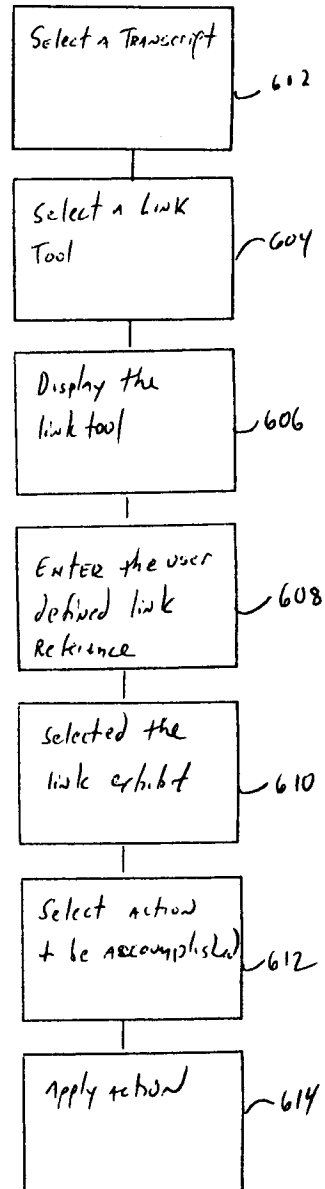 Select a Transcript
612
Select a Link
Tool
604
Display the
link tool
606
Enter the user
defined link
Reference
608
selected the
link exhibit
610
Select action
to be accomplished
612
Apply action
614